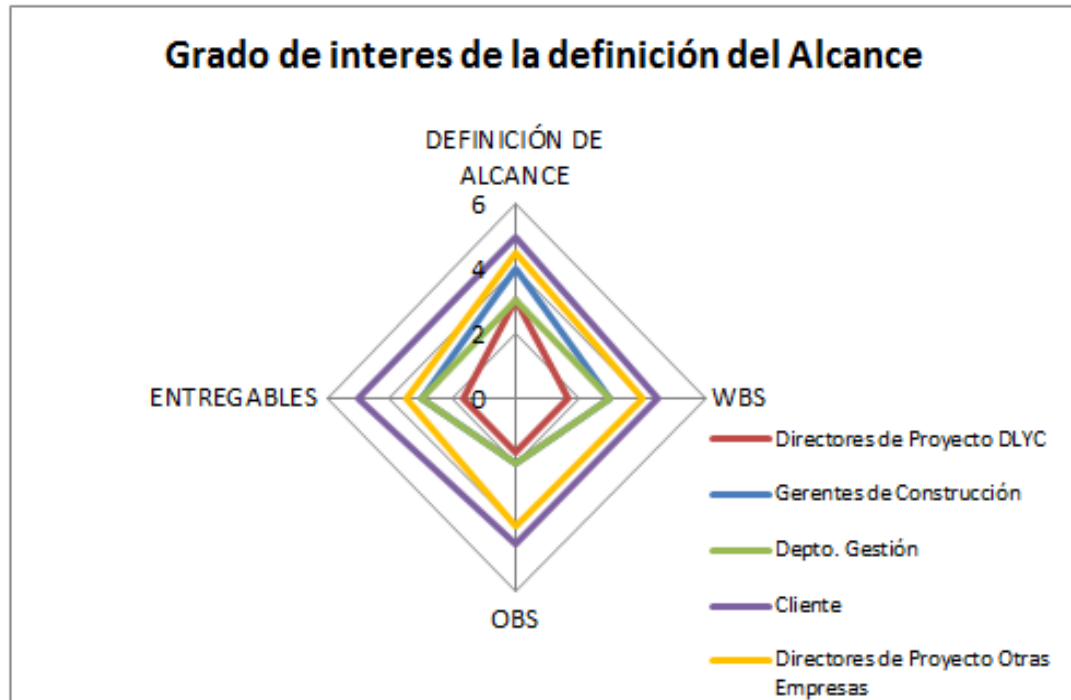 Grado de interes de la definición del Alcance
DEFINICIÓN DE
ALCANCE
6
4
2
0
ENTREGABLES
WBS
OBS
Directores de Proyecto DLYC
Gerentes de Construcción
Depto. Gestión
Cliente
Directores de Proyecto Otras
Empresas